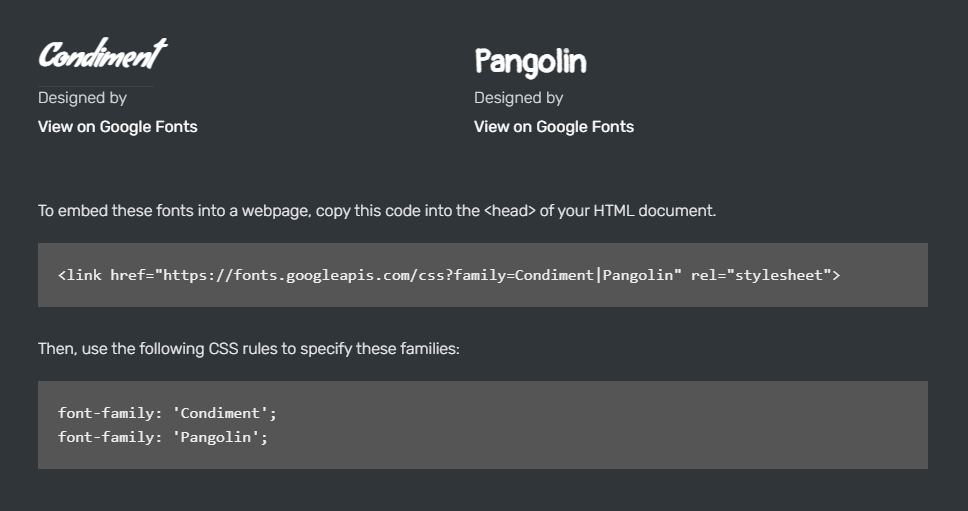 Condiment
Designed by
View on Google Fonts
Pangolin
Designed by
View on Google Fonts
To embed these fonts into a webpage, copy this code into the <head> of your HTML document.
<link href="https://fonts.googleapis.com/css?family=Condiment|Pangolin" rel="stylesheet">
Then, use the following CSS rules to specify these families:
font-family: 'Condiment';
font-family: 'Pangolin';